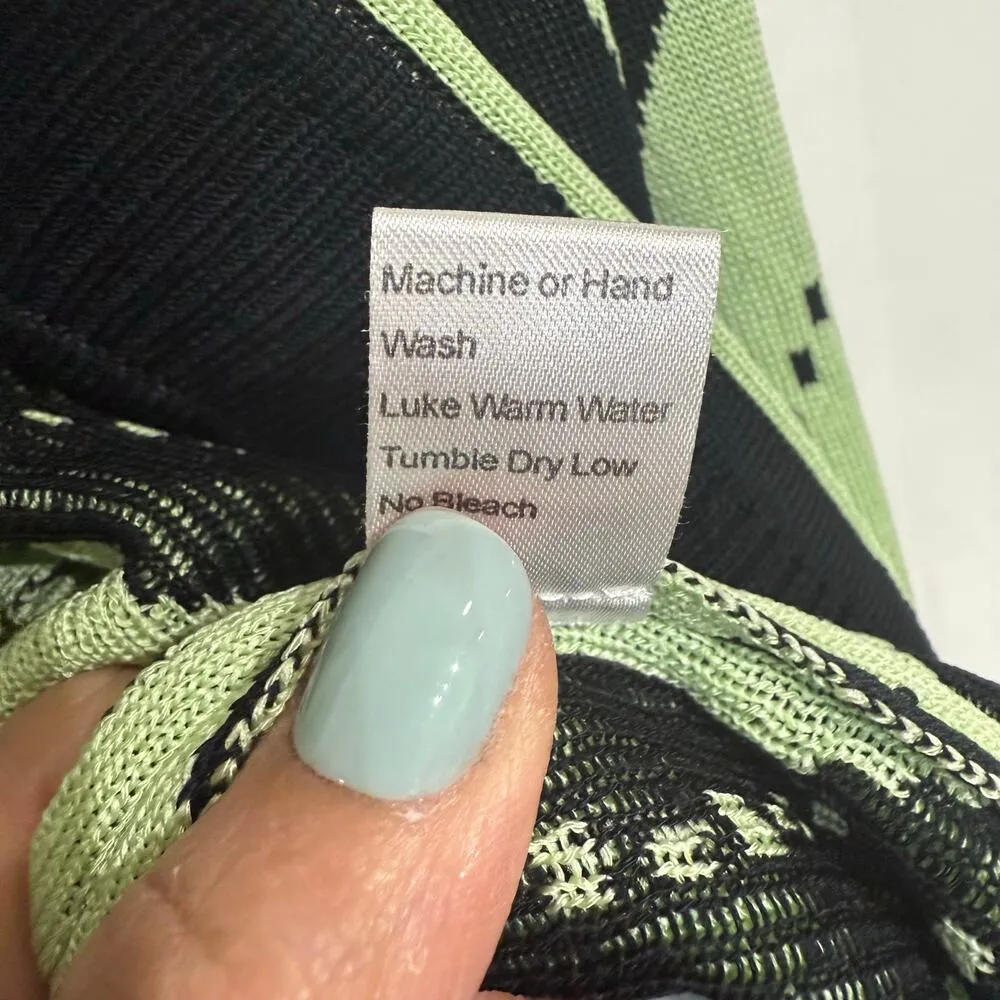 Machine or Hand
Wash
Luke Warm Water
Tumble Dry Low
No Bleach